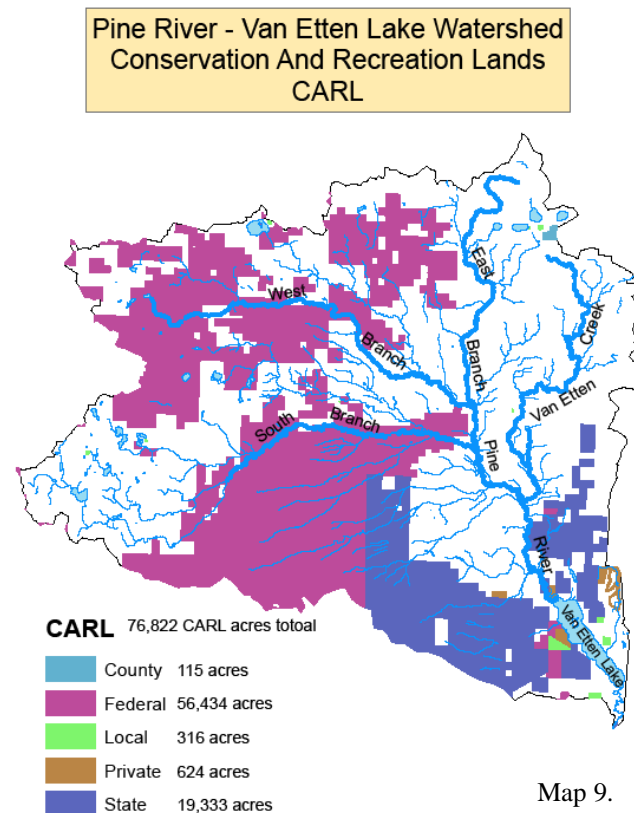 Pine River - Van Etten Lake Watershed
Conservation And Recreation Lands
CARL
East
West
Branch
Branch
Creek
Van Etten
South
Branch
Pine
River
Van Etten Lake
CARL 76,822 CARL acres totoal
County 115 acres
Federal 56,434 acres
Local 316 acres
Private 624 acres
State 19,333 acres
Map 9.